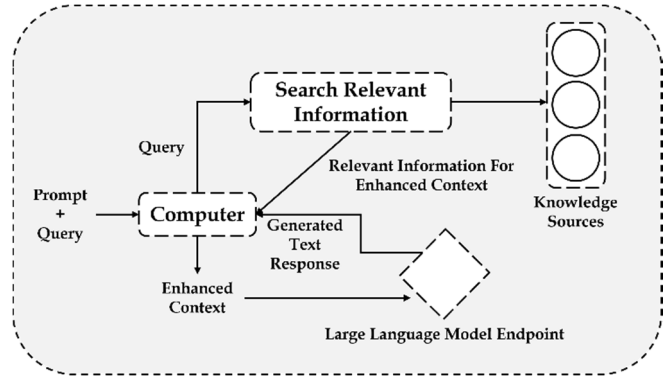 Search Relevant
Information
Query
Relevant Information For
Enhanced Context
Knowledge
Sources
Prompt
+
Query
Computer
Generated
Text
Response
Enhanced
Context
Large Language Model Endpoint